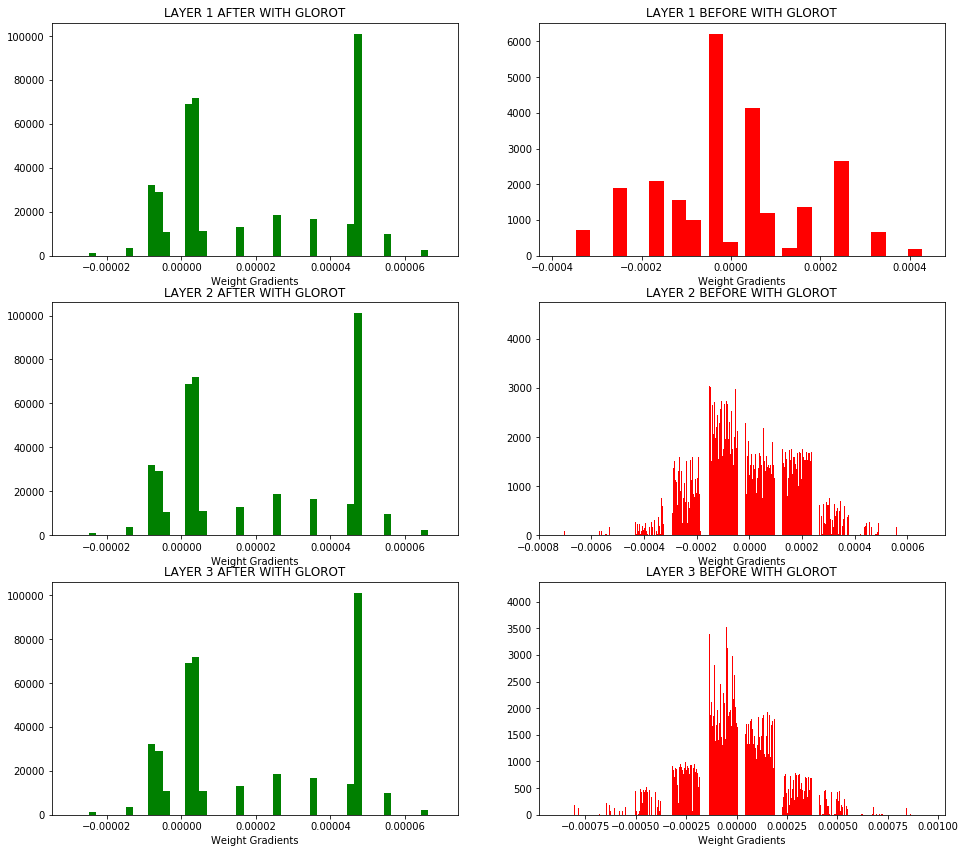 LAYER 1 AFTER WITH GLOROT
100000
80000
60000
40000
20000
0
−0.00002 0.00000 0.00002 0.00004 0.00006
Weight Gradients
LAYER 1 BEFORE WITH GLOROT
6000
5000
4000
3000
2000
1000
0
−0.0004 −0.0002 0.0000 0.0002 0.0004
Weight Gradients
LAYER 2 AFTER WITH GLOROT
100000
80000
60000
40000
20000
0
−0.00002 0.00000 0.00002 0.00004 0.00006
Weight Gradients
LAYER 2 BEFORE WITH GLOROT
4000
3000
2000
1000
0
−0.0008 −0.0006 −0.0004 −0.0002 0.0000 0.0002 0.0004 0.0006
Weight Gradients
LAYER 3 AFTER WITH GLOROT
100000
80000
60000
40000
20000
0
−0.00002 0.00000 0.00002 0.00004 0.00006
Weight Gradients
LAYER 3 BEFORE WITH GLOROT
4000
3500
3000
2500
2000
1500
1000
500
0
−0.00075 −0.00050 −0.00025 0.00000 0.00025 0.00050 0.00075 0.00100
Weight Gradients